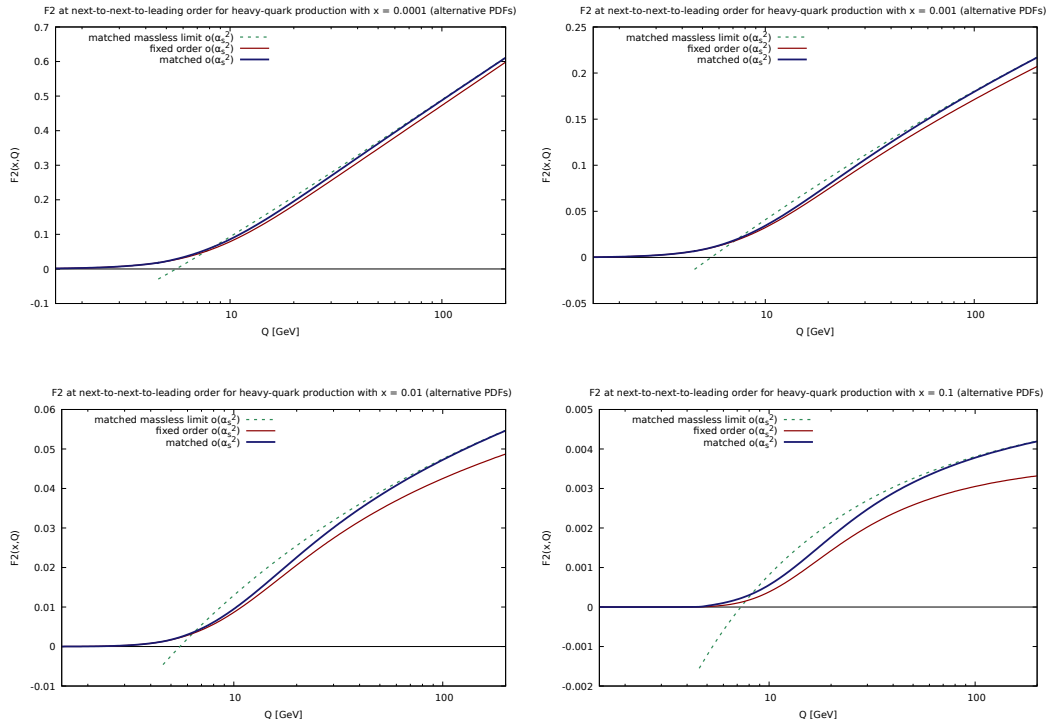 F2 at next-to-next-to-leading order for heavy-quark production with x = 0.0001 (alternative PDFs)
0.7
0.6
0.5
0.4
0.3
0.2
0.1
0
-0.1
F2(x,Q)
matched massless limit o(αs²)
fixed order o(αs²)
matched o(αs²)
10
100
Q [GeV]
F2 at next-to-next-to-leading order for heavy-quark production with x = 0.001 (alternative PDFs)
0.25
0.2
0.15
0.1
0.05
0
-0.05
F2(x,Q)
matched massless limit o(αs²)
fixed order o(αs²)
matched o(αs²)
10
100
Q [GeV]
F2 at next-to-next-to-leading order for heavy-quark production with x = 0.01 (alternative PDFs)
0.06
0.05
0.04
0.03
0.02
0.01
0
-0.01
F2(x,Q)
matched massless limit o(αs²)
fixed order o(αs²)
matched o(αs²)
10
100
Q [GeV]
F2 at next-to-next-to-leading order for heavy-quark production with x = 0.1 (alternative PDFs)
0.005
0.004
0.003
0.002
0.001
0
-0.001
-0.002
F2(x,Q)
matched massless limit o(αs²)
fixed order o(αs²)
matched o(αs²)
10
100
Q [GeV]